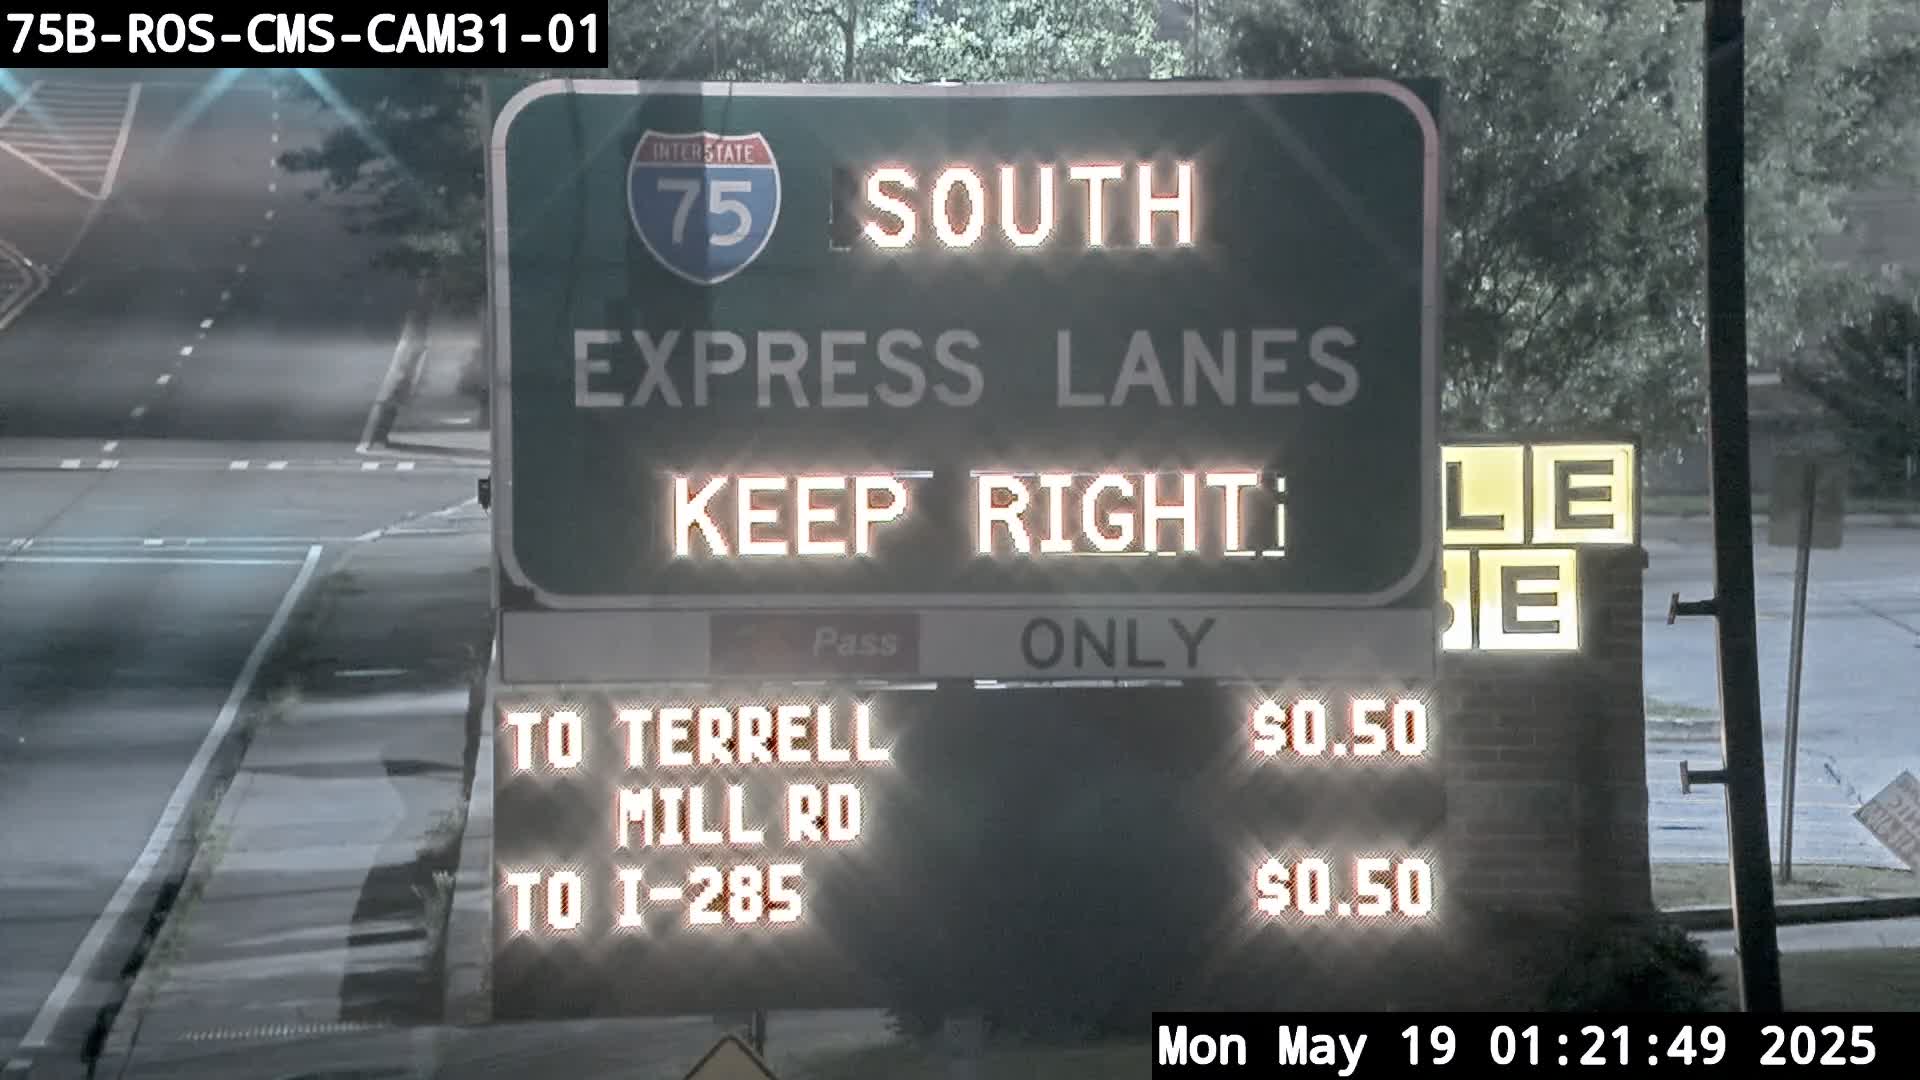 75B-ROS-CMS-CAM31-01
INTERSTATE
75
SOUTH
EXPRESS LANES
KEEP RIGHT
Pass ONLY
TO TERRELL $0.50
MILL RD
TO I-285 $0.50
LE
E
Mon May 19 01:21:49 2025